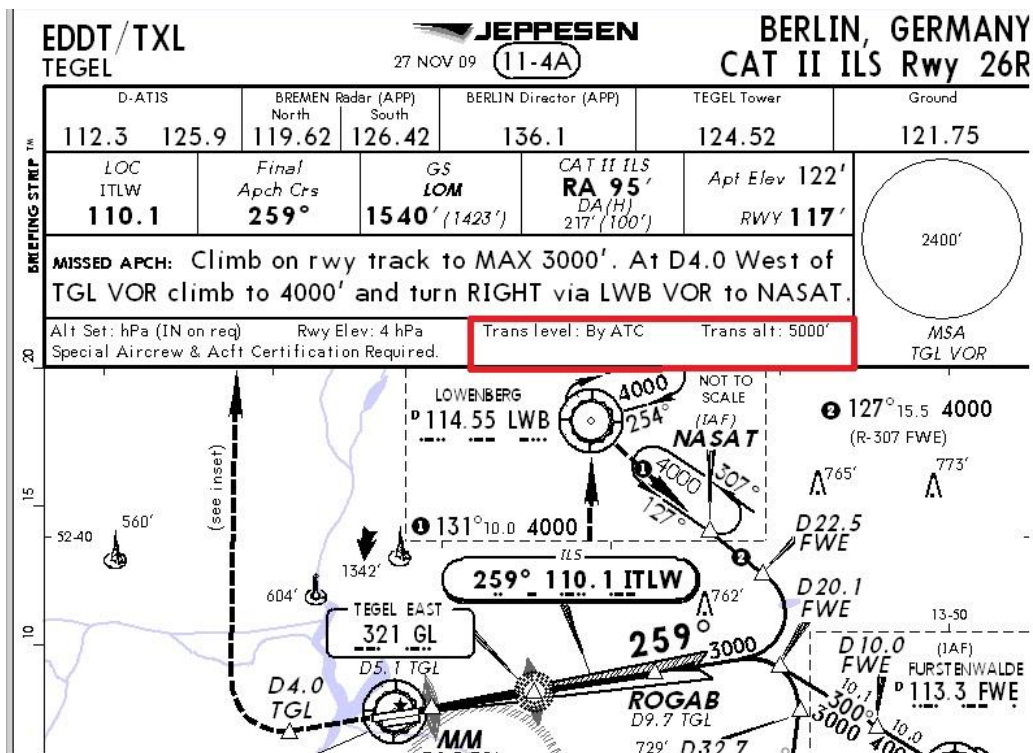 EDDT/TXL
TEGEL
JEPPESEN
27 NOV 09 11-4A
BERLIN, GERMANY
CAT II ILS Rwy 26R
BRIEFING STRIP TM
D-ATIS
112.3 125.9
BREMEN Radar (APP)
North South
119.62 126.42
BERLIN Director (APP)
136.1
TEGEL Tower
124.52
Ground
121.75
LOC
ITLW
110.1
Final
Apch Crs
259°
GS
LOM
1540' (1423')
CAT II ILS
RA 95'
DA(H)
217' (100')
Apt Elev 122'
RWY 117'
2400'
MSA
TGL VOR
MISSED APCH: Climb on rwy track to MAX 3000'. At D4.0 West of
TGL VOR climb to 4000' and turn RIGHT via LWB VOR to NASAT.
Alt Set: hPa (IN on req) Rwy Elev: 4 hPa Trans level: By ATC Trans alt: 5000'
Special Aircrew & Acft Certification Required.
20
15
10
LOWENBERG
D 114.55 LWB
4000
254°
NOT TO
SCALE
(IAF)
NASAT
4000
307°
127°
1
2 127° 15.5 4000
(R-307 FWE)
765'
773'
(see inset)
52-40
560'
1 131° 10.0 4000
D22.5
FWE
2
1342'
604'
ILS
259° 110.1 ITLW
762'
D20.1
FWE
13-50
TEGEL EAST
321 GL
259°
3000
D5.1 TGL
D4.0
TGL
ROGAB
D9.7 TGL
MM
729'
D32.7
D10.0
FWE
(IAF)
FURSTENWALDE
D 113.3 FWE
10.1
300°
3000
10.0